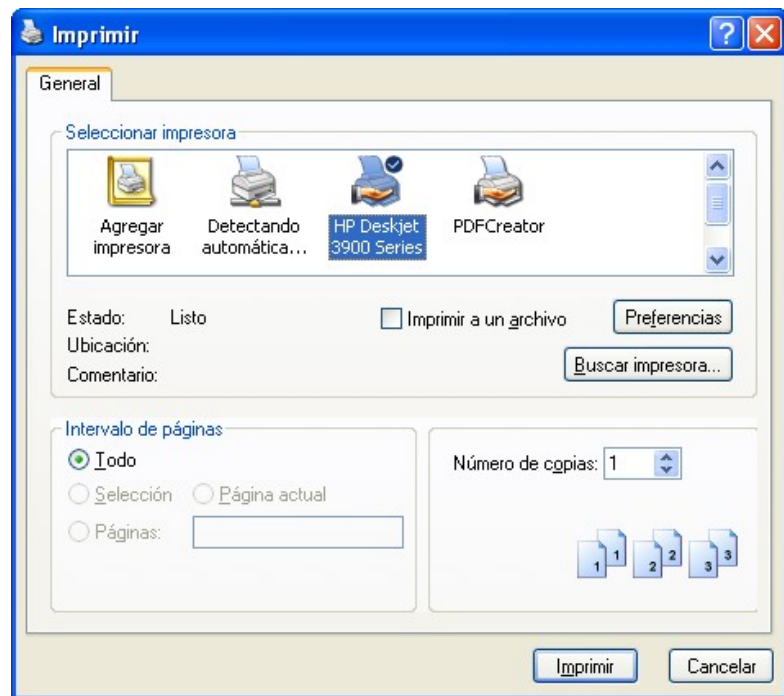 Imprimir
General
Seleccionar impresora
Agregar
impresora
Detectando
automática...
HP Deskjet
3900 Series
PDFCreator
Estado: Listo
Imprimir a un archivo
Preferencias
Ubicación:
Buscar impresora...
Comentario:
Intervalo de páginas
Todo
Selección
Página actual
Páginas:
Número de copias: 1
1 1 2 2 3 3
Imprimir
Cancelar